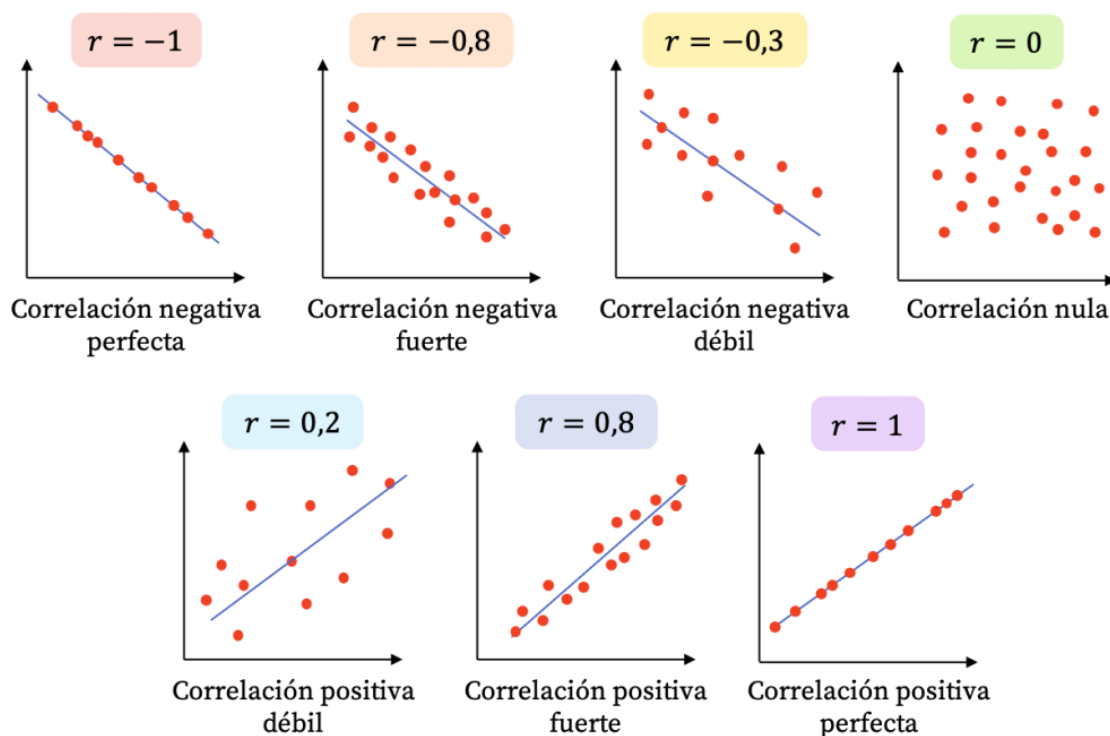 r = −1
r = −0,8
r = −0,3
r = 0
Correlación negativa
perfecta
Correlación negativa
fuerte
Correlación negativa
débil
Correlación nula
r = 0,2
r = 0,8
r = 1
Correlación positiva
débil
Correlación positiva
fuerte
Correlación positiva
perfecta